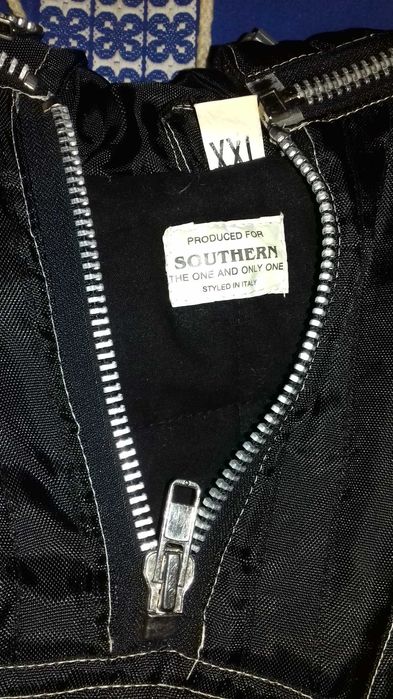 XXL
PRODUCED FOR
SOUTHERN
THE ONE AND ONLY ONE
STYLED IN ITALY